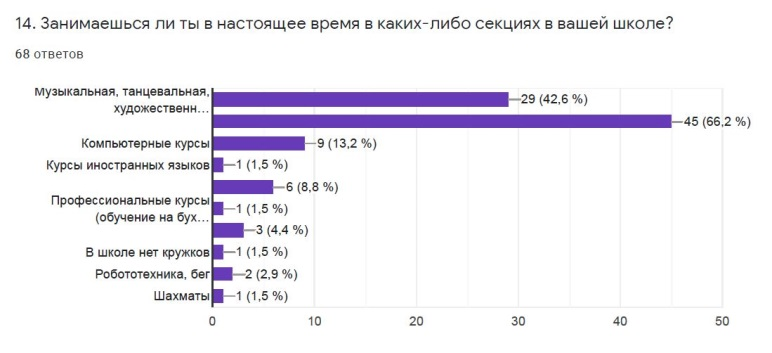 14. Занимаешься ли ты в настоящее время в каких-либо секциях в вашей школе?
68 ответов
Музыкальная, танцевальная,
художественн...
29 (42,6 %)
45 (66,2 %)
Компьютерные курсы
9 (13,2 %)
Курсы иностранных языков
1 (1,5 %)
6 (8,8 %)
Профессиональные курсы
(обучение на бух...
1 (1,5 %)
3 (4,4 %)
В школе нет кружков
1 (1,5 %)
Робототехника, бег
2 (2,9 %)
Шахматы
1 (1,5 %)
0 10 20 30 40 50